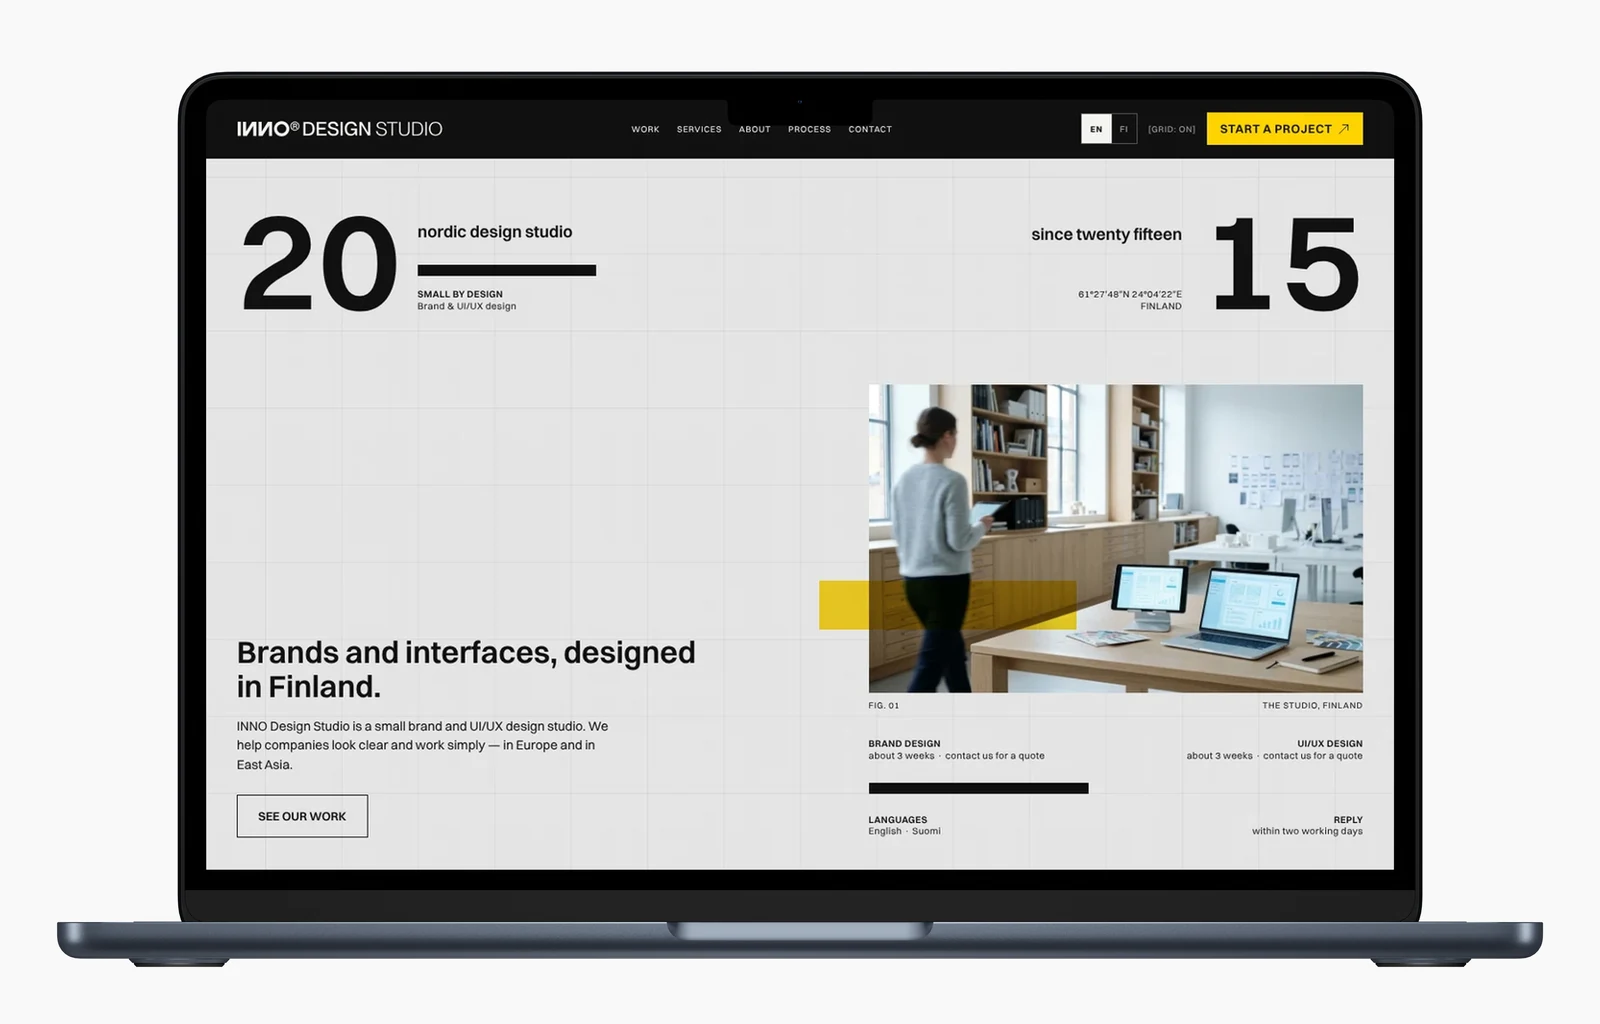 INNO® DESIGN STUDIO
WORK SERVICES ABOUT PROCESS CONTACT
EN FI [GRID: ON] START A PROJECT ↗
20
nordic design studio
SMALL BY DESIGN
Brand & UI/UX design
since twenty fifteen
61°27'48"N 24°04'22"E
FINLAND
15
Brands and interfaces, designed
in Finland.
INNO Design Studio is a small brand and UI/UX design studio. We
help companies look clear and work simply — in Europe and in
East Asia.
SEE OUR WORK
FIG. 01
THE STUDIO, FINLAND
BRAND DESIGN
about 3 weeks · contact us for a quote
UI/UX DESIGN
about 3 weeks · contact us for a quote
LANGUAGES
English · Suomi
REPLY
within two working days